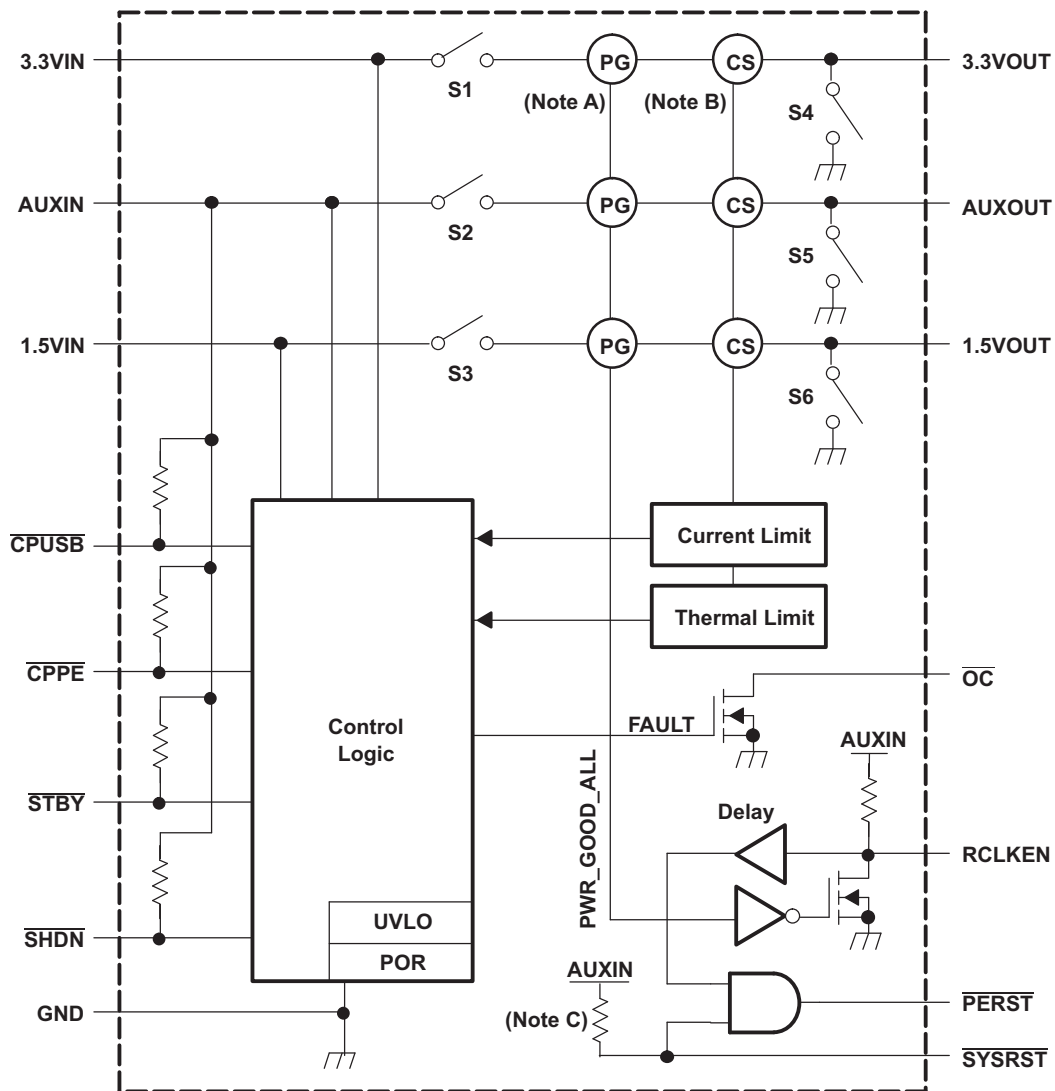 3.3VIN
S1
PG
CS
3.3VOUT
(Note A)
(Note B)
S4
AUXIN
S2
PG
CS
AUXOUT
S5
1.5VIN
S3
PG
CS
1.5VOUT
S6
CPUSB
Current Limit
Thermal Limit
CPPE
OC
Control
Logic
FAULT
AUXIN
PWR_GOOD_ALL
STBY
Delay
RCLKEN
UVLO
SHDN
POR
AUXIN
GND
(Note C)
PERST
SYSRST